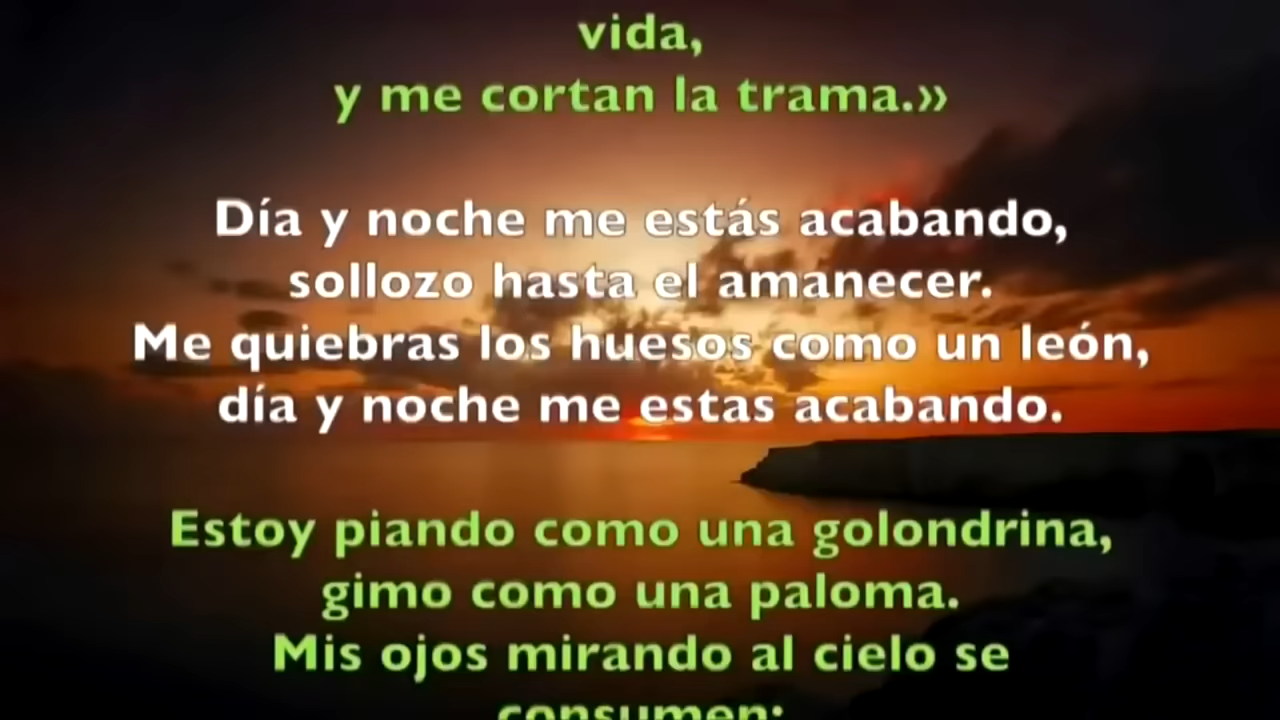 vida,
y me cortan la trama.»
Día y noche me estás acabando,
sollozo hasta el amanecer.
Me quiebras los huesos como un león,
día y noche me estas acabando.
Estoy piando como una golondrina,
gimo como una paloma.
Mis ojos mirando al cielo se
consumen: